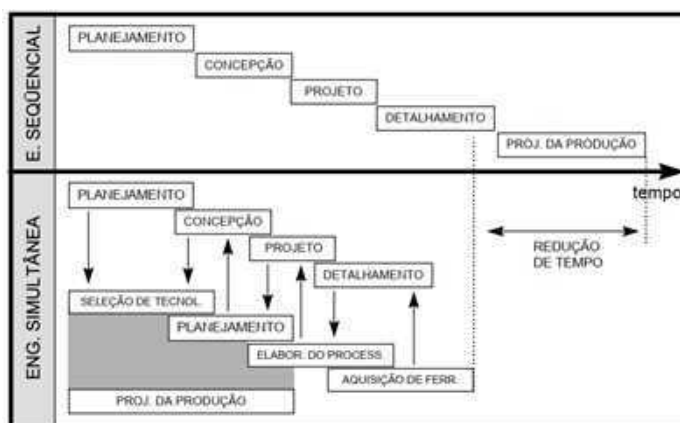 E. SEQÜENCIAL
PLANEJAMENTO
CONCEPÇÃO
PROJETO
DETALHAMENTO
PROJ. DA PRODUÇÃO
tempo
ENG. SIMULTÂNEA
PLANEJAMENTO
CONCEPÇÃO
PROJETO
DETALHAMENTO
REDUÇÃO
DE TEMPO
SELEÇÃO DE TECNOL.
PLANEJAMENTO
ELABOR. DO PROCESS.
AQUISIÇÃO DE FERR.
PROJ. DA PRODUÇÃO